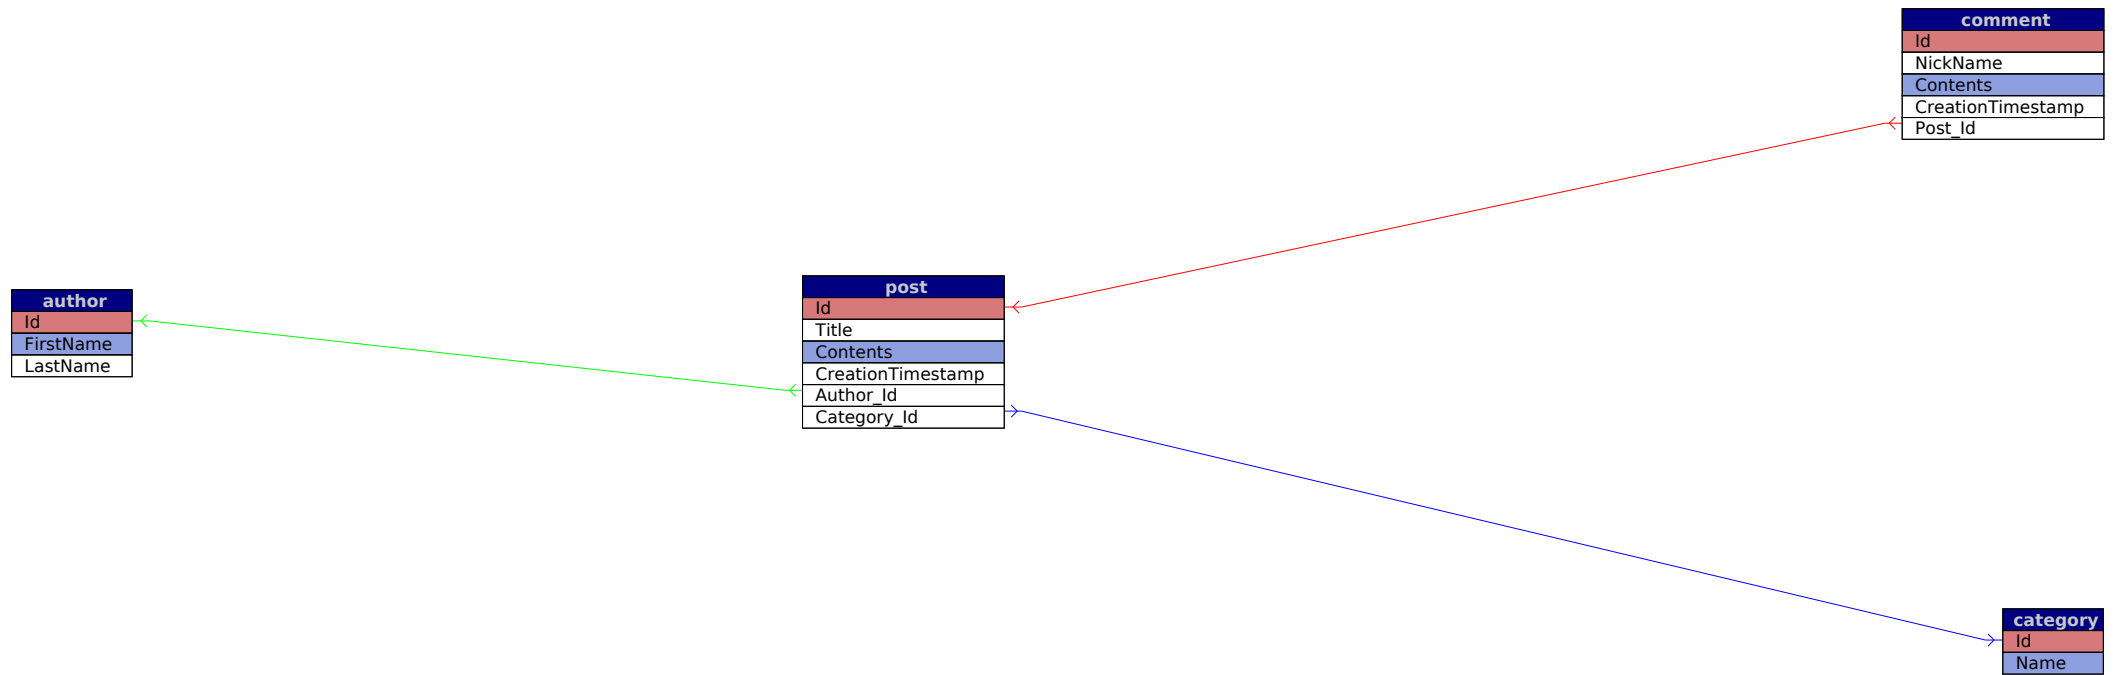 comment
Id
NickName
Contents
CreationTimestamp
Post_Id
author
Id
FirstName
LastName
post
Id
Title
Contents
CreationTimestamp
Author_Id
Category_Id
category
Id
Name